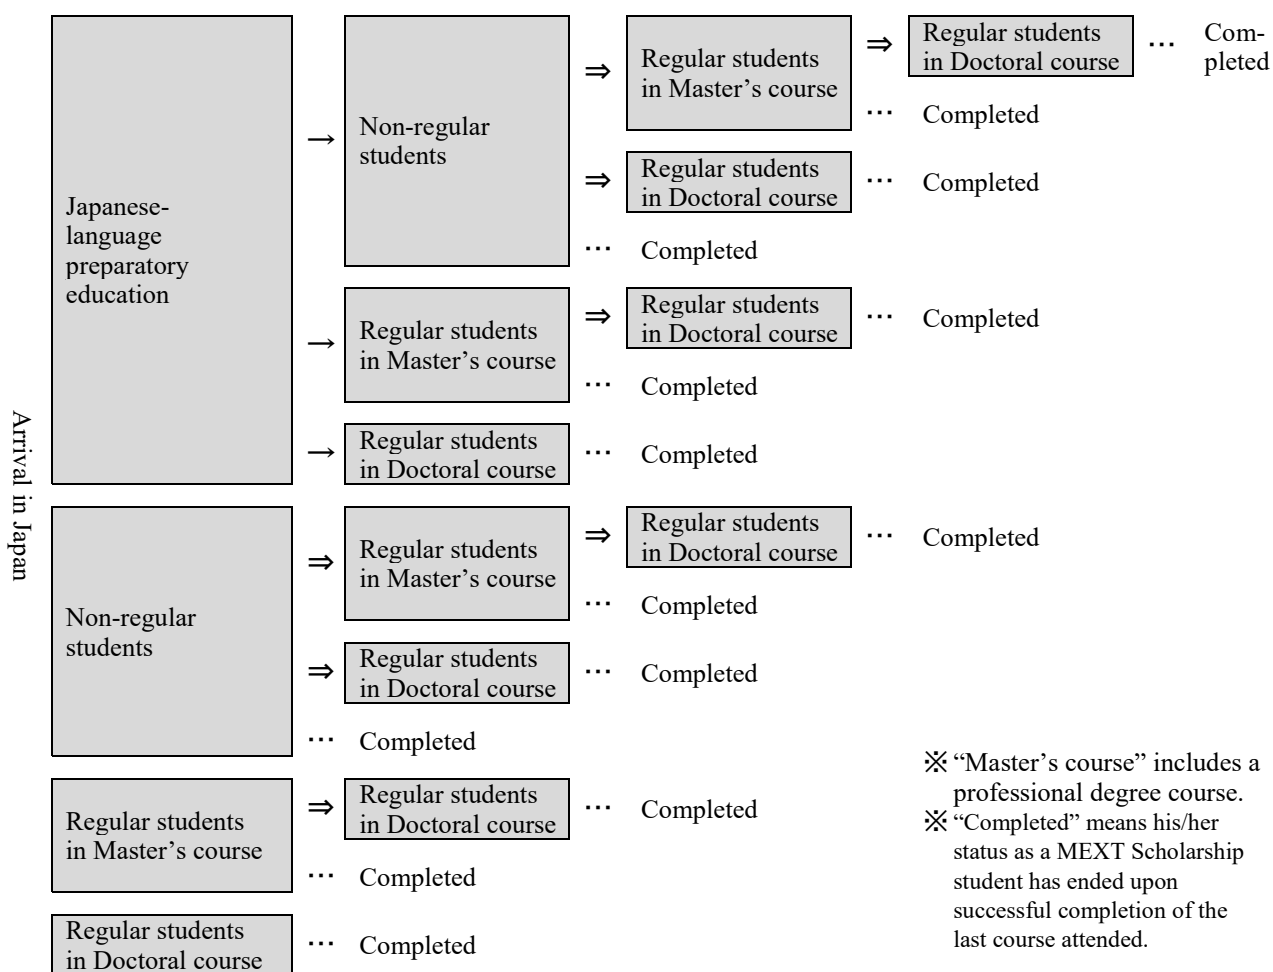 Arrival in Japan
Japanese-
language
preparatory
education
→
Non-regular
students
⇒
Regular students
in Master’s course
⇒
Regular students
in Doctoral course
… Com-
pleted
… Completed
⇒
Regular students
in Doctoral course
… Completed
… Completed
→
Regular students
in Master’s course
⇒
Regular students
in Doctoral course
… Completed
… Completed
→
Regular students
in Doctoral course
… Completed
Non-regular
students
⇒
Regular students
in Master’s course
⇒
Regular students
in Doctoral course
… Completed
… Completed
⇒
Regular students
in Doctoral course
… Completed
… Completed
Regular students
in Master’s course
⇒
Regular students
in Doctoral course
… Completed
… Completed
Regular students
in Doctoral course
… Completed
※ “Master’s course” includes a
professional degree course.
※ “Completed” means his/her
status as a MEXT Scholarship
student has ended upon
successful completion of the
last course attended.